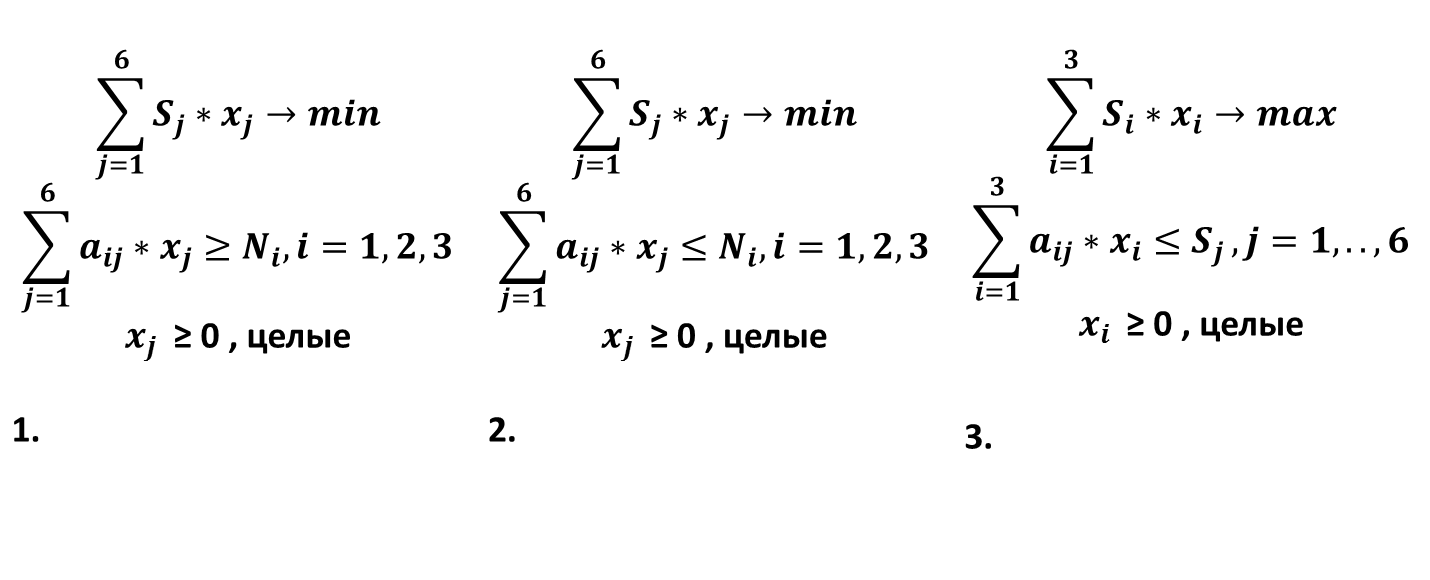 6
∑ S_j * x_j → min
j=1
6
∑ a_ij * x_j ≥ N_i, i = 1, 2, 3
j=1
x_j ≥ 0 , целые
1.
6
∑ S_j * x_j → min
j=1
6
∑ a_ij * x_j ≤ N_i, i = 1, 2, 3
j=1
x_j ≥ 0 , целые
2.
3
∑ S_i * x_i → max
i=1
3
∑ a_ij * x_i ≤ S_j , j = 1, . . , 6
i=1
x_i ≥ 0 , целые
3.